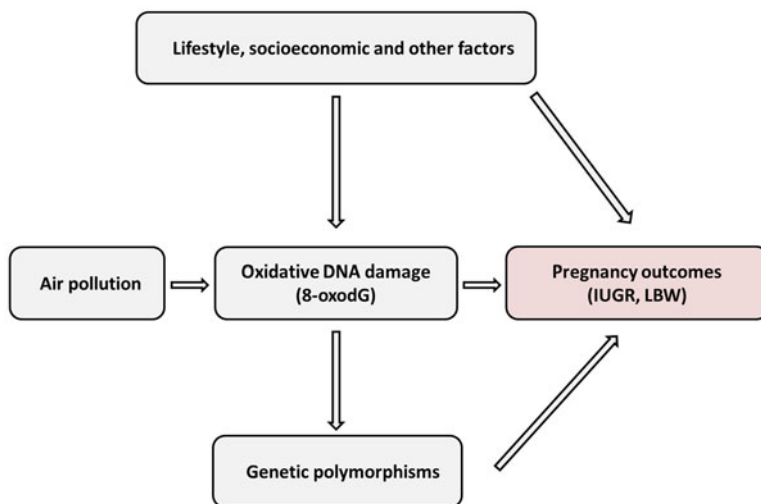 Lifestyle, socioeconomic and other factors
Air pollution
Oxidative DNA damage
(8-oxodG)
Pregnancy outcomes
(IUGR, LBW)
Genetic polymorphisms